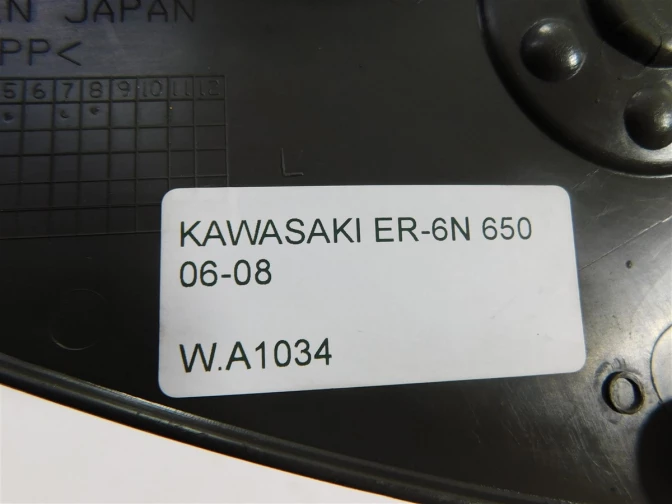 N JAPAN
PP<
5 6 7 8 9 10 11 12
L
KAWASAKI ER-6N 650
06-08
W.A1034